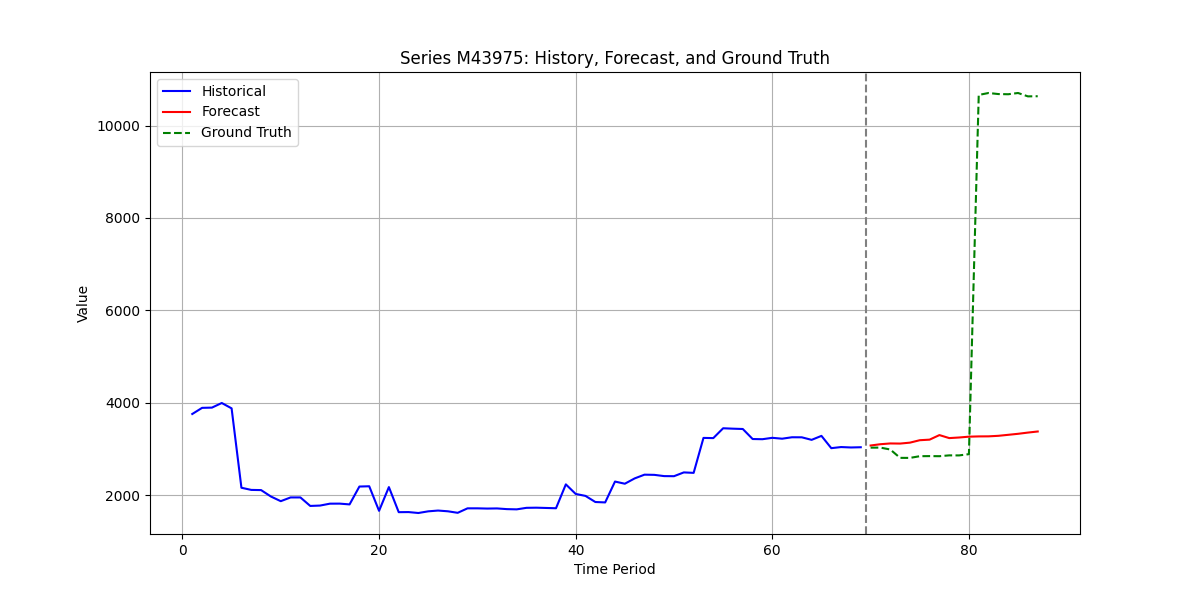 Series M43975: History, Forecast, and Ground Truth
Historical
Forecast
Ground Truth
10000
8000
6000
4000
2000
Value
0 20 40 60 80
Time Period